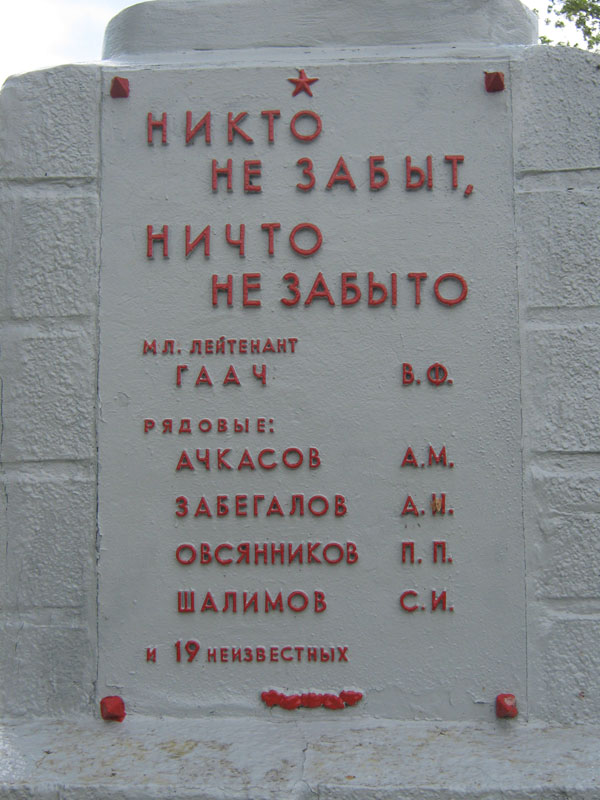 НИКТО
НЕ ЗАБЫТ,
НИЧТО
НЕ ЗАБЫТО
МЛ. ЛЕЙТЕНАНТ
ГААЧ В.Ф.
РЯДОВЫЕ:
АЧКАСОВ А.М.
ЗАБЕГАЛОВ Д.И.
ОВСЯННИКОВ П.П.
ШАЛИМОВ С.И.
И 19 НЕИЗВЕСТНЫХ